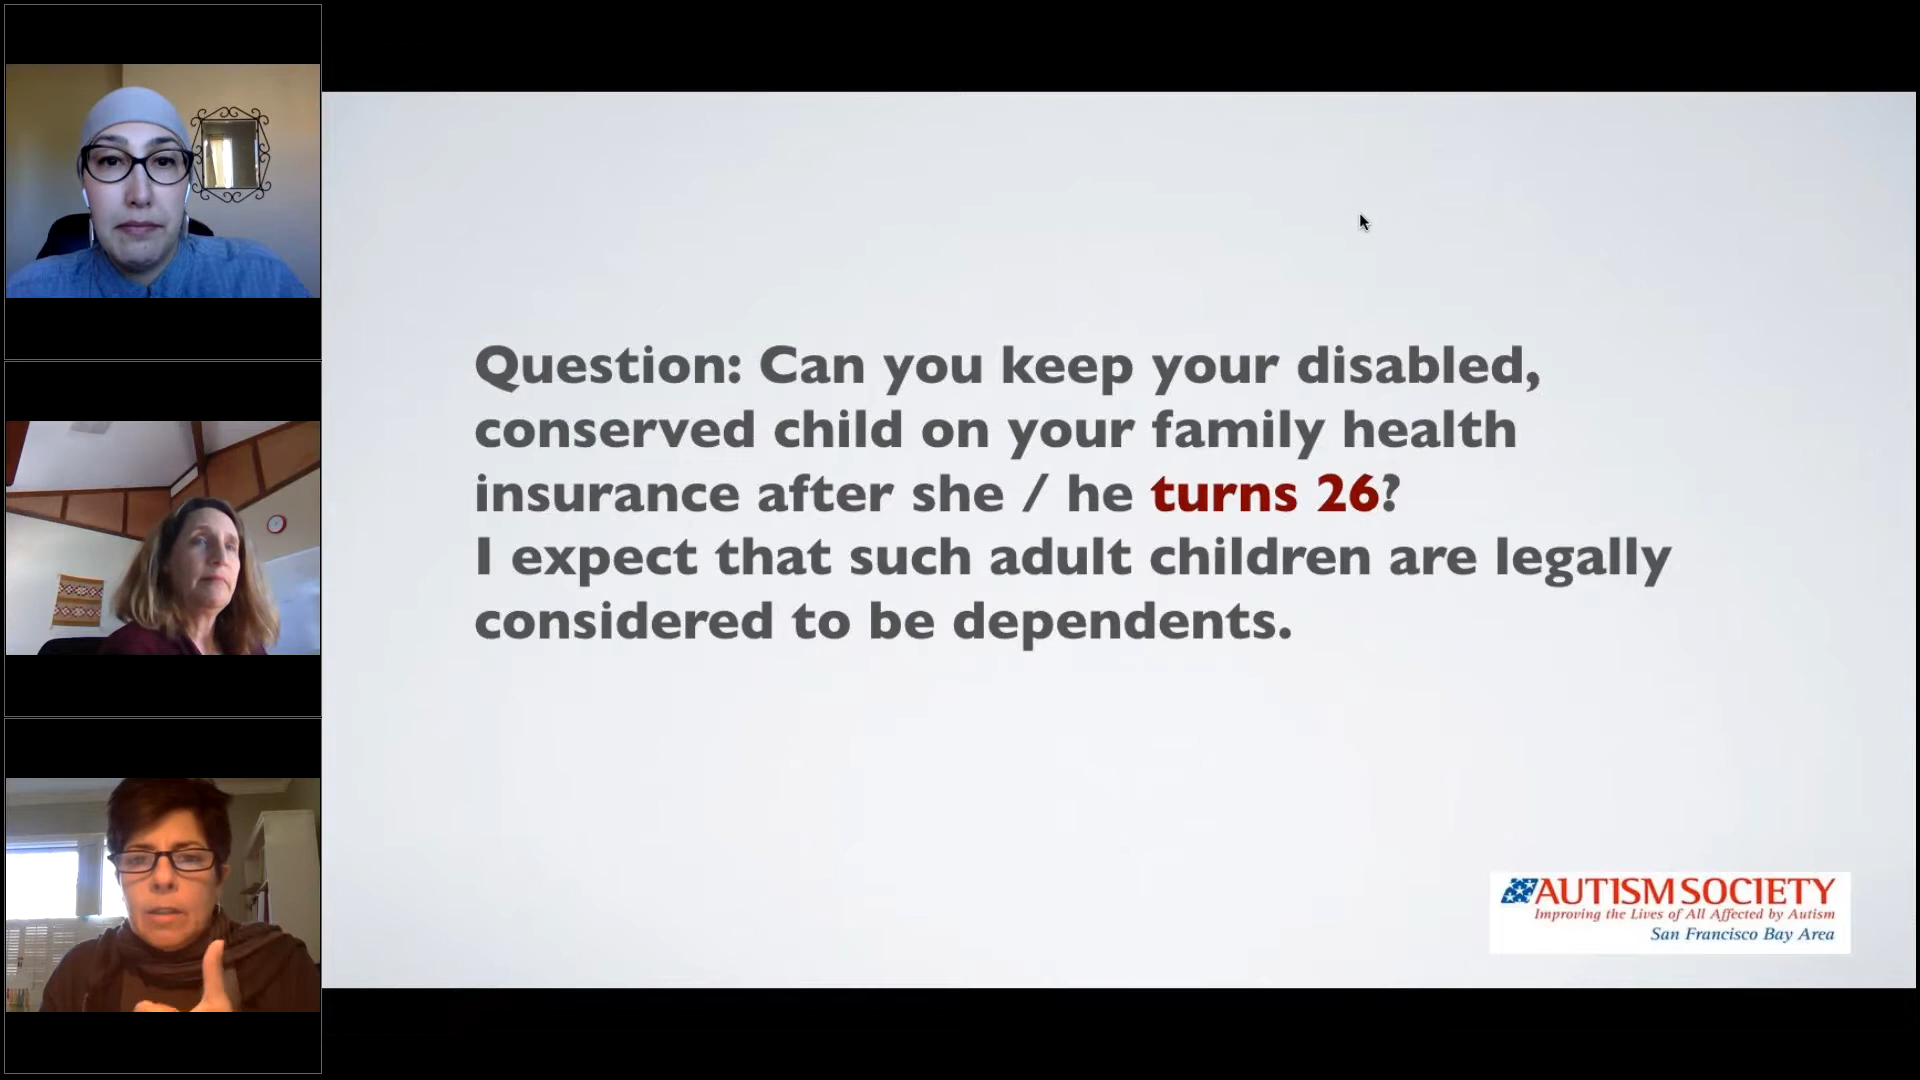 Question: Can you keep your disabled,
conserved child on your family health
insurance after she / he turns 26?
I expect that such adult children are legally
considered to be dependents.
AUTISM SOCIETY
Improving the Lives of All Affected by Autism
San Francisco Bay Area